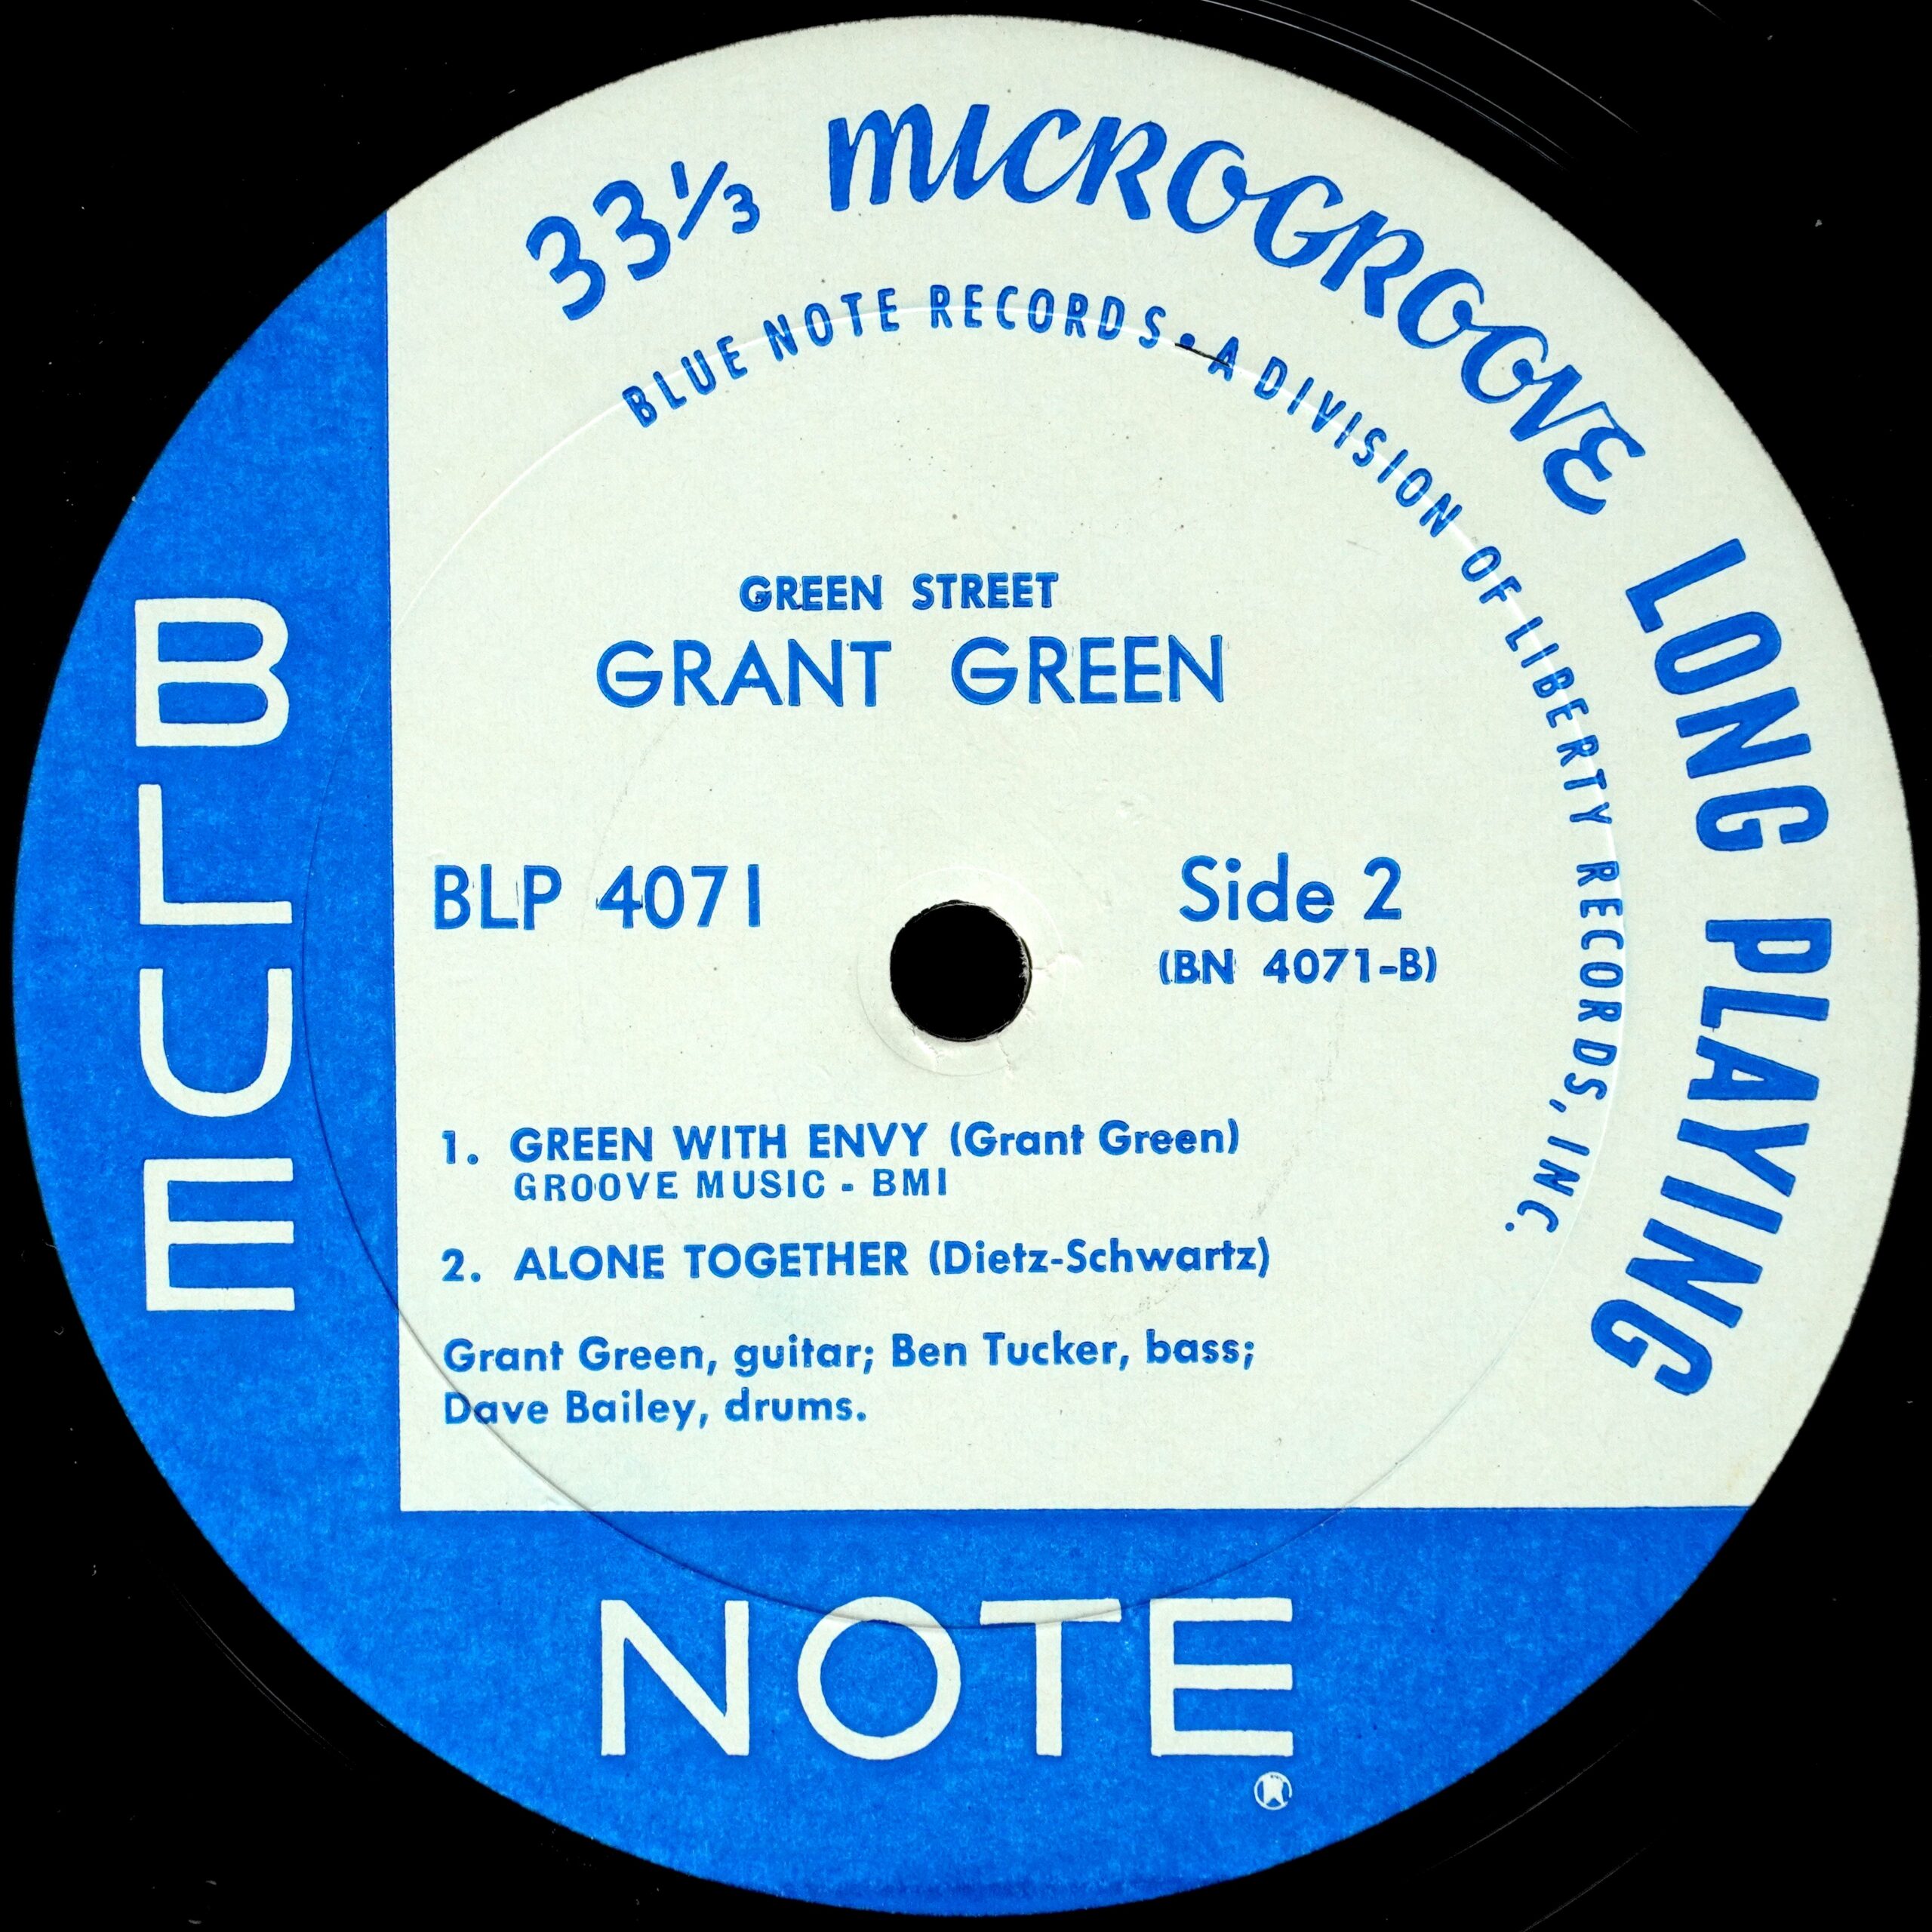 33⅓ MICROGROOVE LONG PLAYING
BLUE NOTE RECORDS • A DIVISION OF LIBERTY RECORDS, INC.
GREEN STREET
GRANT GREEN
BLP 4071
Side 2
(BN 4071-B)
1. GREEN WITH ENVY (Grant Green)
GROOVE MUSIC - BMI
2. ALONE TOGETHER (Dietz-Schwartz)
Grant Green, guitar; Ben Tucker, bass;
Dave Bailey, drums.
BLUE
NOTE
®